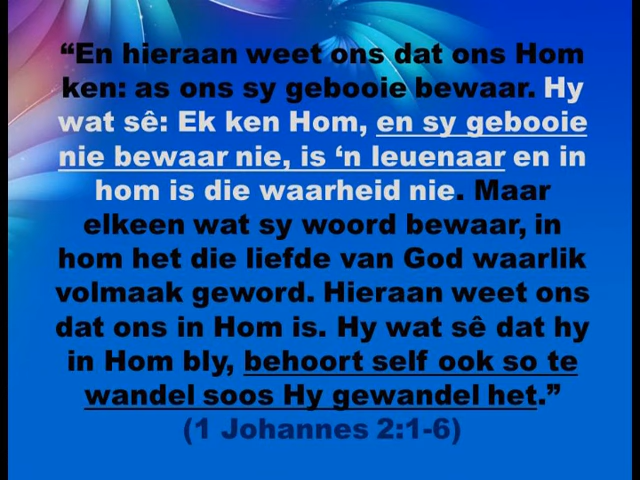 “En hieraan weet ons dat ons Hom
ken: as ons sy gebooie bewaar. Hy
wat sê: Ek ken Hom, en sy gebooie
nie bewaar nie, is ‘n leuenaar en in
hom is die waarheid nie. Maar
elkeen wat sy woord bewaar, in
hom het die liefde van God waarlik
volmaak geword. Hieraan weet ons
dat ons in Hom is. Hy wat sê dat hy
in Hom bly, behoort self ook so te
wandel soos Hy gewandel het.”
(1 Johannes 2:1-6)